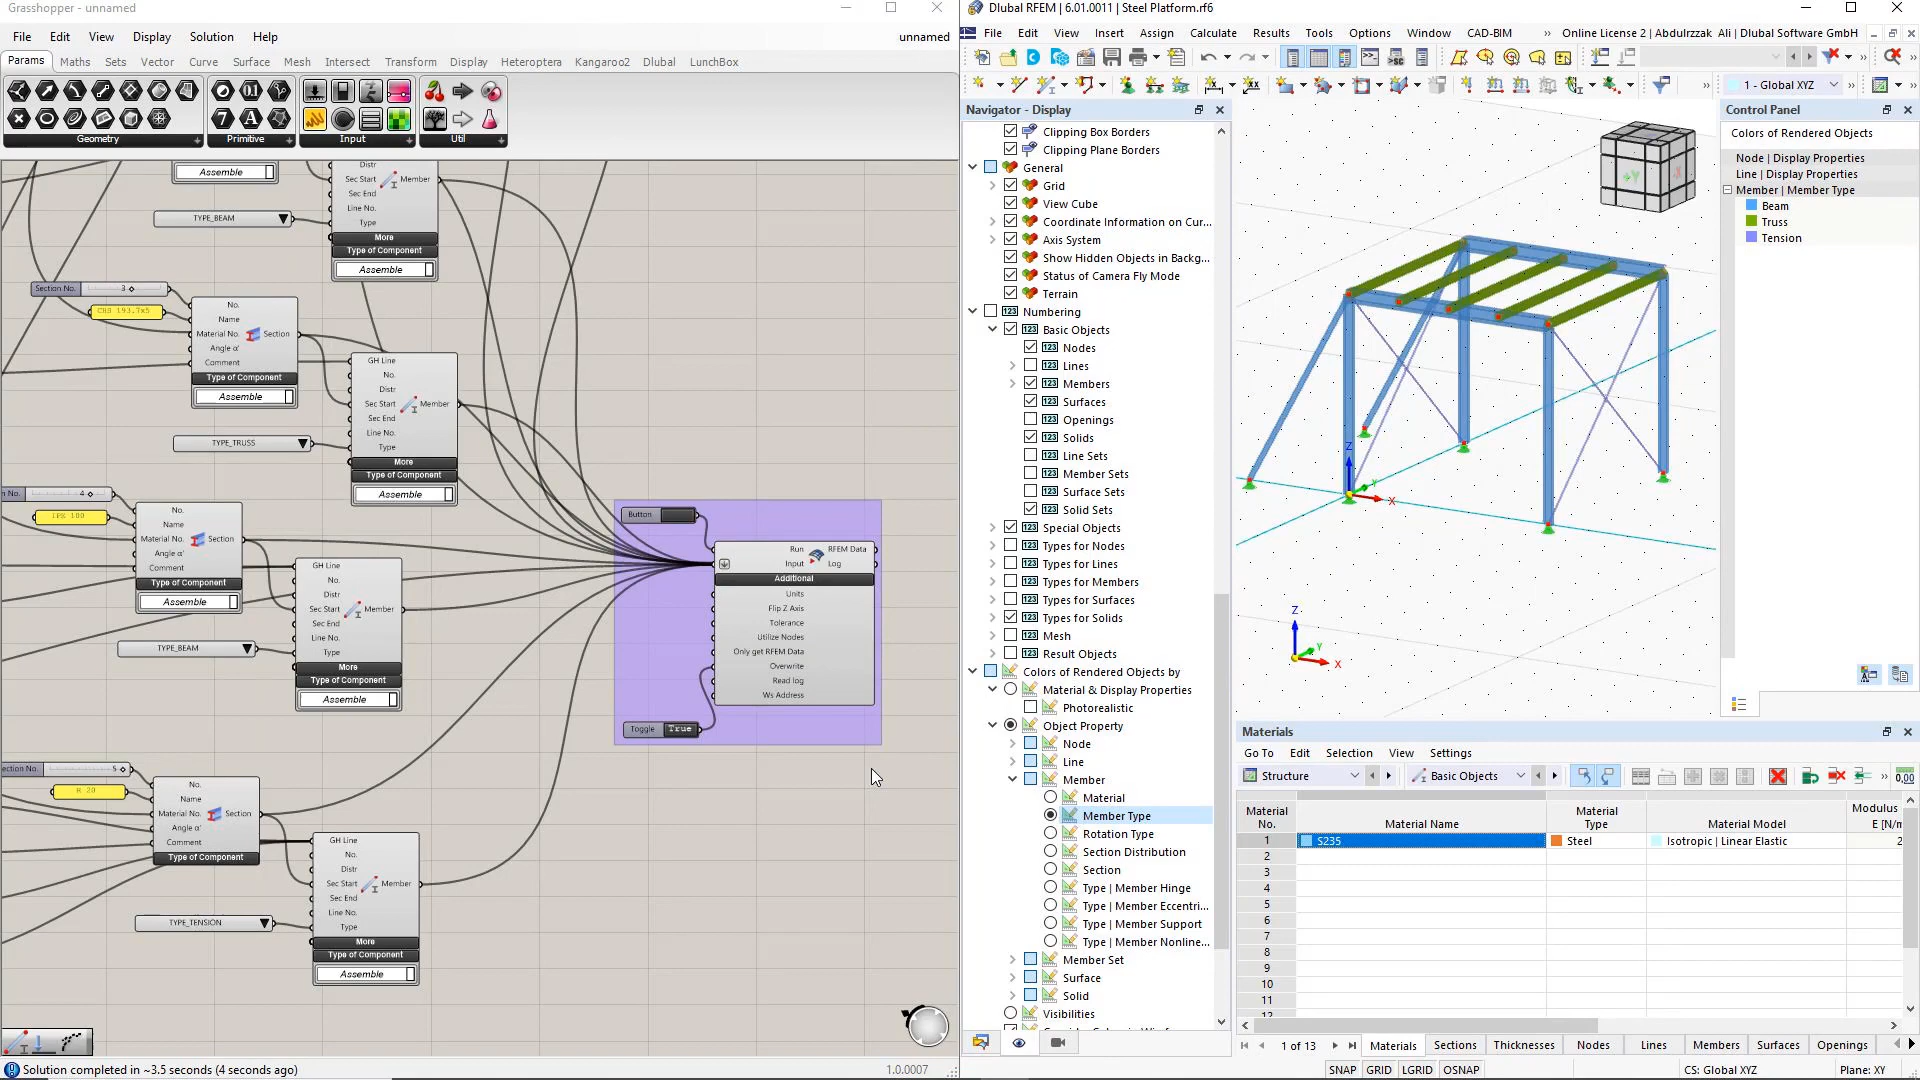 Grasshopper - unnamed
File Edit View Display Solution Help unnamed
Params Maths Sets Vector Curve Surface Mesh Intersect Transform Display Heteroptera Kangaroo2 Dlubal LunchBox
Geometry Primitive Input Util
Assemble
TYPE_BEAM
Distr
Sec Start Member
Sec End
Line No.
Type
More
Type of Component
Assemble
Section No. 3
CHS 193.7x5
No.
Name
Material No. Section
Angle α'
Comment
Type of Component
Assemble
GH Line
No.
Distr
Sec Start Member
Sec End
Line No.
Type
More
Type of Component
Assemble
TYPE_TRUSS
n No. 4
IPE 100
No.
Name
Material No. Section
Angle α'
Comment
Type of Component
Assemble
GH Line
No.
Distr
Sec Start Member
Sec End
Line No.
Type
More
Type of Component
Assemble
TYPE_BEAM
ection No. 5
R 20
No.
Name
Material No. Section
Angle α'
Comment
Type of Component
GH Line
No.
Distr
Sec Start Member
Sec End
Line No.
Type
More
Type of Component
Assemble
TYPE_TENSION
Button
Run RFEM Data
Input Log
Additional
Units
Flip Z Axis
Tolerance
Utilize Nodes
Only get RFEM Data
Overwrite
Read log
Ws Address
Toggle True
Solution completed in ~3.5 seconds (4 seconds ago) 1.0.0007
Dlubal RFEM | 6.01.0011 | Steel Platform.rf6
File Edit View Insert Assign Calculate Results Tools Options Window CAD-BIM » Online License 2 | Abdulrzzak Ali | Dlubal Software GmbH
1 - Global XYZ
Navigator - Display
Clipping Box Borders
Clipping Plane Borders
General
Grid
View Cube
Coordinate Information on Cur...
Axis System
Show Hidden Objects in Backg...
Status of Camera Fly Mode
Terrain
Numbering
Basic Objects
Nodes
Lines
Members
Surfaces
Openings
Solids
Line Sets
Member Sets
Surface Sets
Solid Sets
Special Objects
Types for Nodes
Types for Lines
Types for Members
Types for Surfaces
Types for Solids
Mesh
Result Objects
Colors of Rendered Objects by
Material & Display Properties
Photorealistic
Object Property
Node
Line
Member
Material
Member Type
Rotation Type
Section Distribution
Section
Type | Member Hinge
Type | Member Eccentri...
Type | Member Support
Type | Member Nonline...
Member Set
Surface
Solid
Visibilities
+Y -X
Z
Y
X
Z
Y
X
Control Panel
Colors of Rendered Objects
Node | Display Properties
Line | Display Properties
Member | Member Type
Beam
Truss
Tension
Materials
Go To Edit Selection View Settings
Structure Basic Objects
Material No. Material Name Material Type Material Model Modulus E [N/m
1 S235 Steel Isotropic | Linear Elastic 2
2
3
4
5
6
7
8
9
10
11
12
1 of 13 Materials Sections Thicknesses Nodes Lines Members Surfaces Openings
SNAP GRID LGRID OSNAP CS: Global XYZ Plane: XY